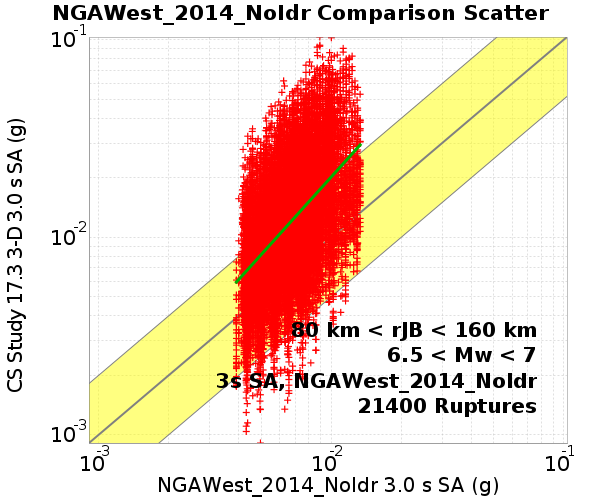 NGAWest_2014_NoIdr Comparison Scatter
CS Study 17.3 3-D 3.0 s SA (g)
10-1
10-2
10-3
80 km < rJB < 160 km
6.5 < Mw < 7
3s SA, NGAWest_2014_NoIdr
21400 Ruptures
10-3 10-2 10-1
NGAWest_2014_NoIdr 3.0 s SA (g)